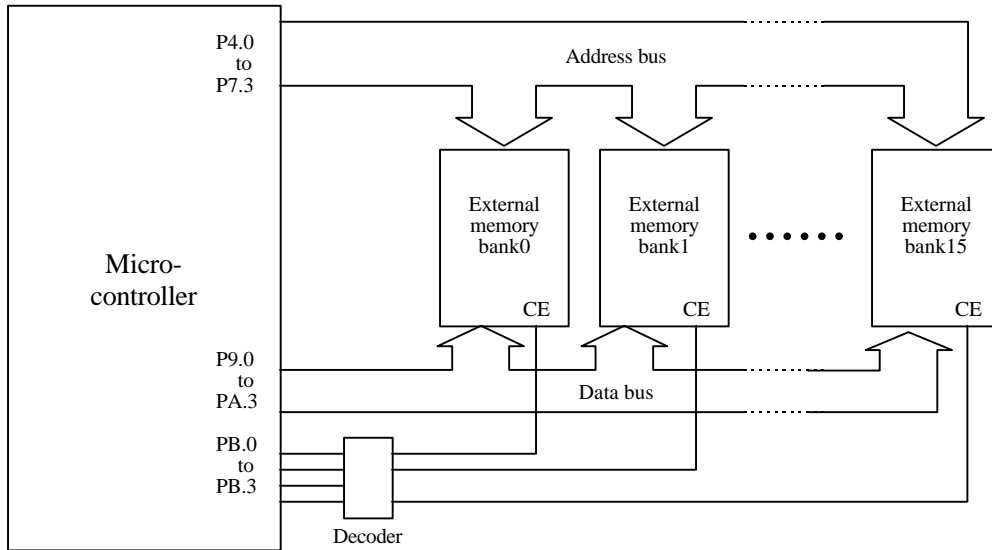 P4.0
to
P7.3
Address bus
External
memory
bank0
CE
External
memory
bank1
CE
External
memory
bank15
CE
Micro-
controller
P9.0
to
PA.3
Data bus
PB.0
to
PB.3
Decoder